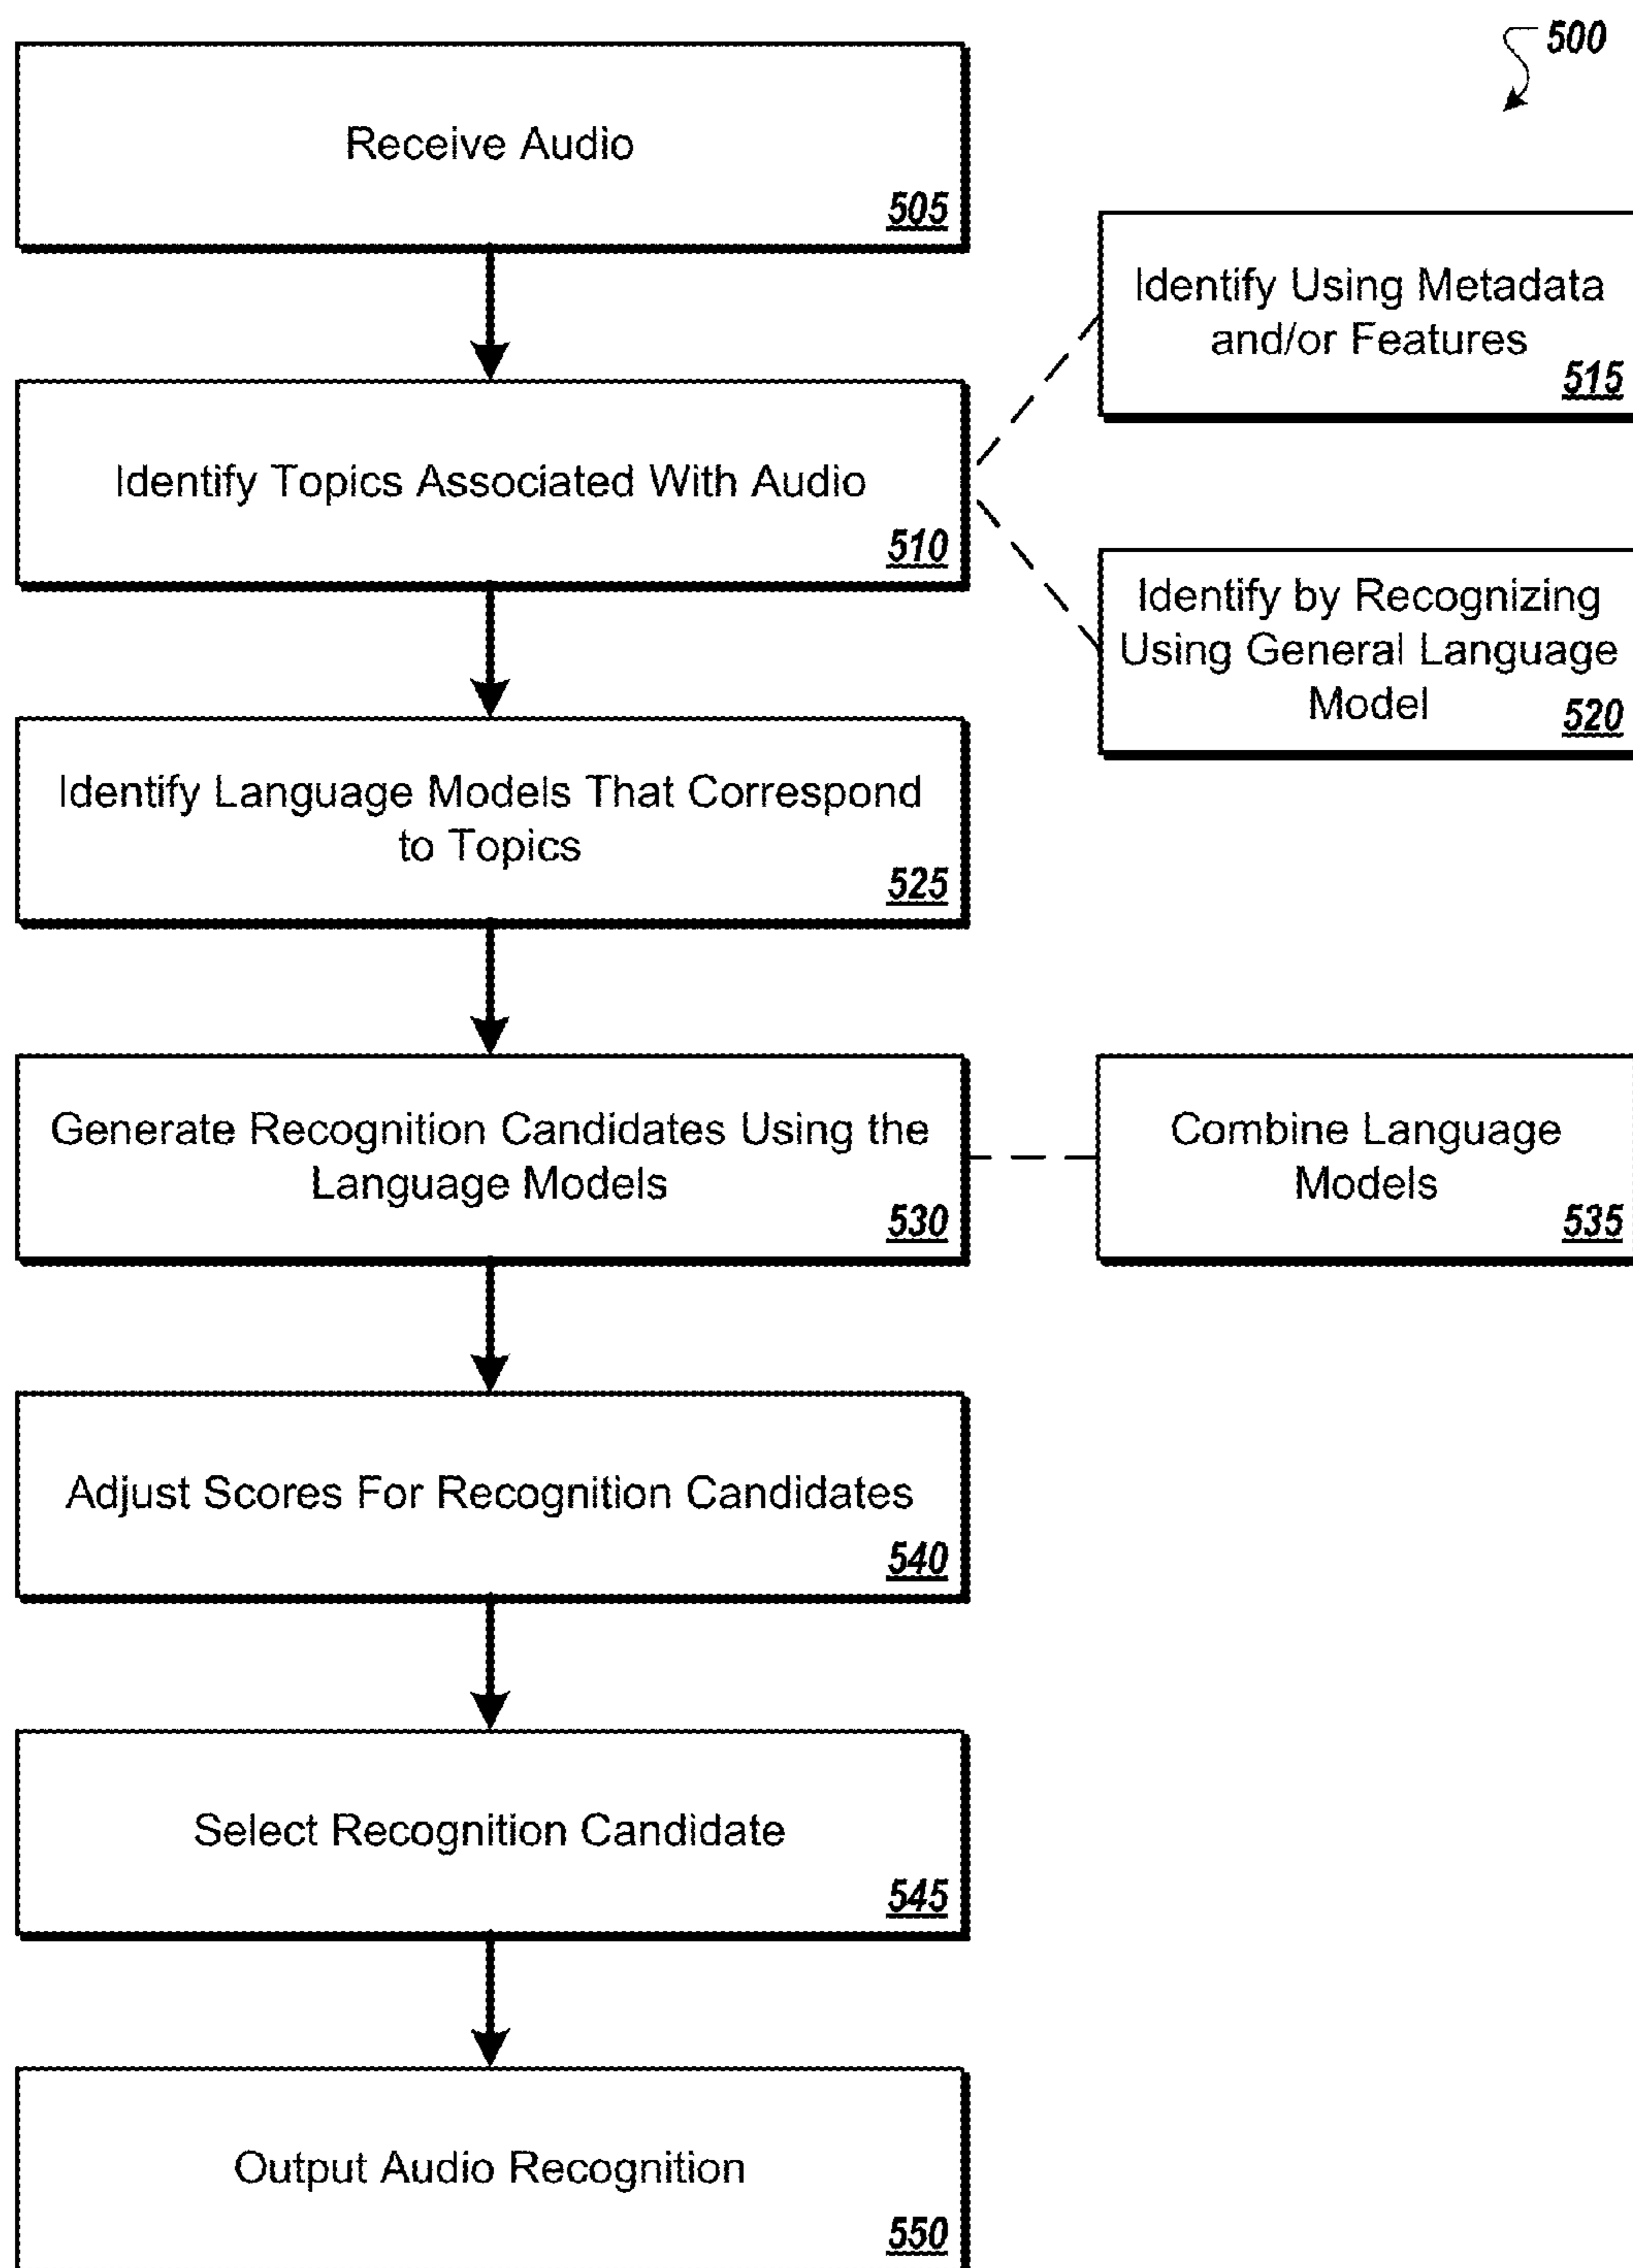 500
Receive Audio
505
Identify Using Metadata
and/or Features
515
Identify Topics Associated With Audio
510
Identify by Recognizing
Using General Language
Model
520
Identify Language Models That Correspond
to Topics
525
Generate Recognition Candidates Using the
Language Models
530
Combine Language
Models
535
Adjust Scores For Recognition Candidates
540
Select Recognition Candidate
545
Output Audio Recognition
550